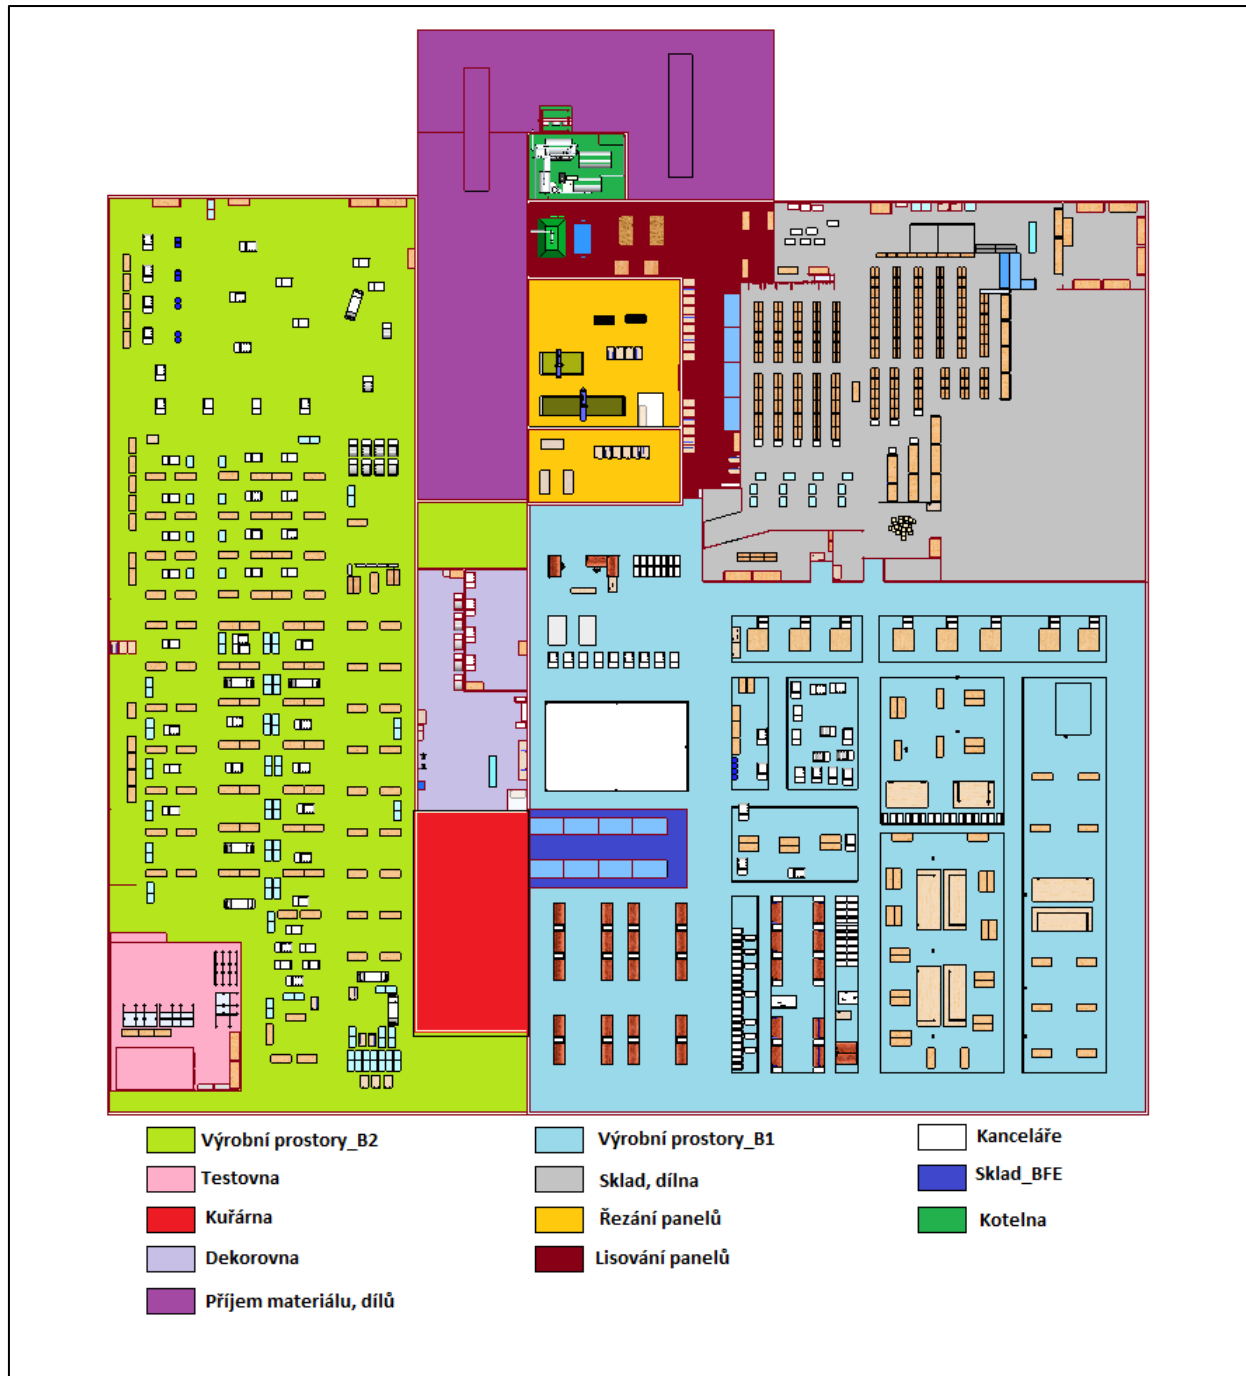 Výrobní prostory_B2
Výrobní prostory_B1
Kanceláře
Testovna
Sklad, dílna
Sklad_BFE
Kuřárna
Řezání panelů
Kotelna
Dekorovna
Lisování panelů
Příjem materiálu, dílů